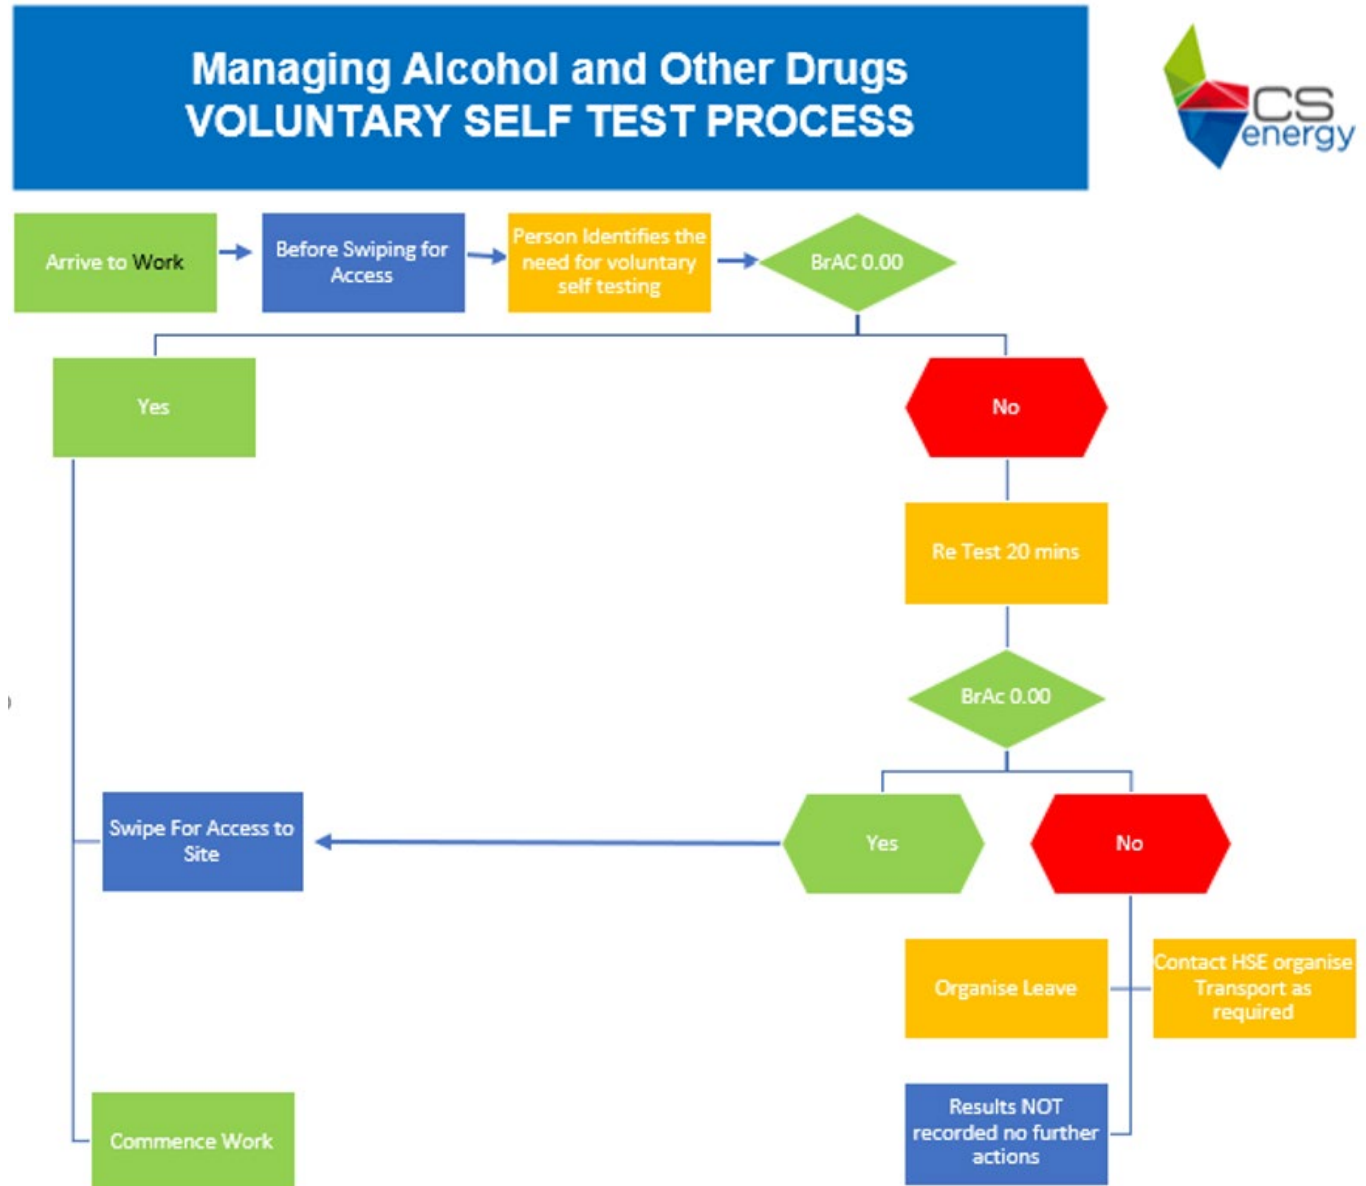 Managing Alcohol and Other Drugs
VOLUNTARY SELF TEST PROCESS
CS
energy
Arrive to Work
Before Swiping for
Access
Person Identifies the
need for voluntary
self testing
BrAC 0.00
Yes
No
Re Test 20 mins
BrAc 0.00
Swipe For Access to
Site
Yes
No
Organise Leave
Contact HSE organise
Transport as
required
Results NOT
recorded no further
actions
Commence Work